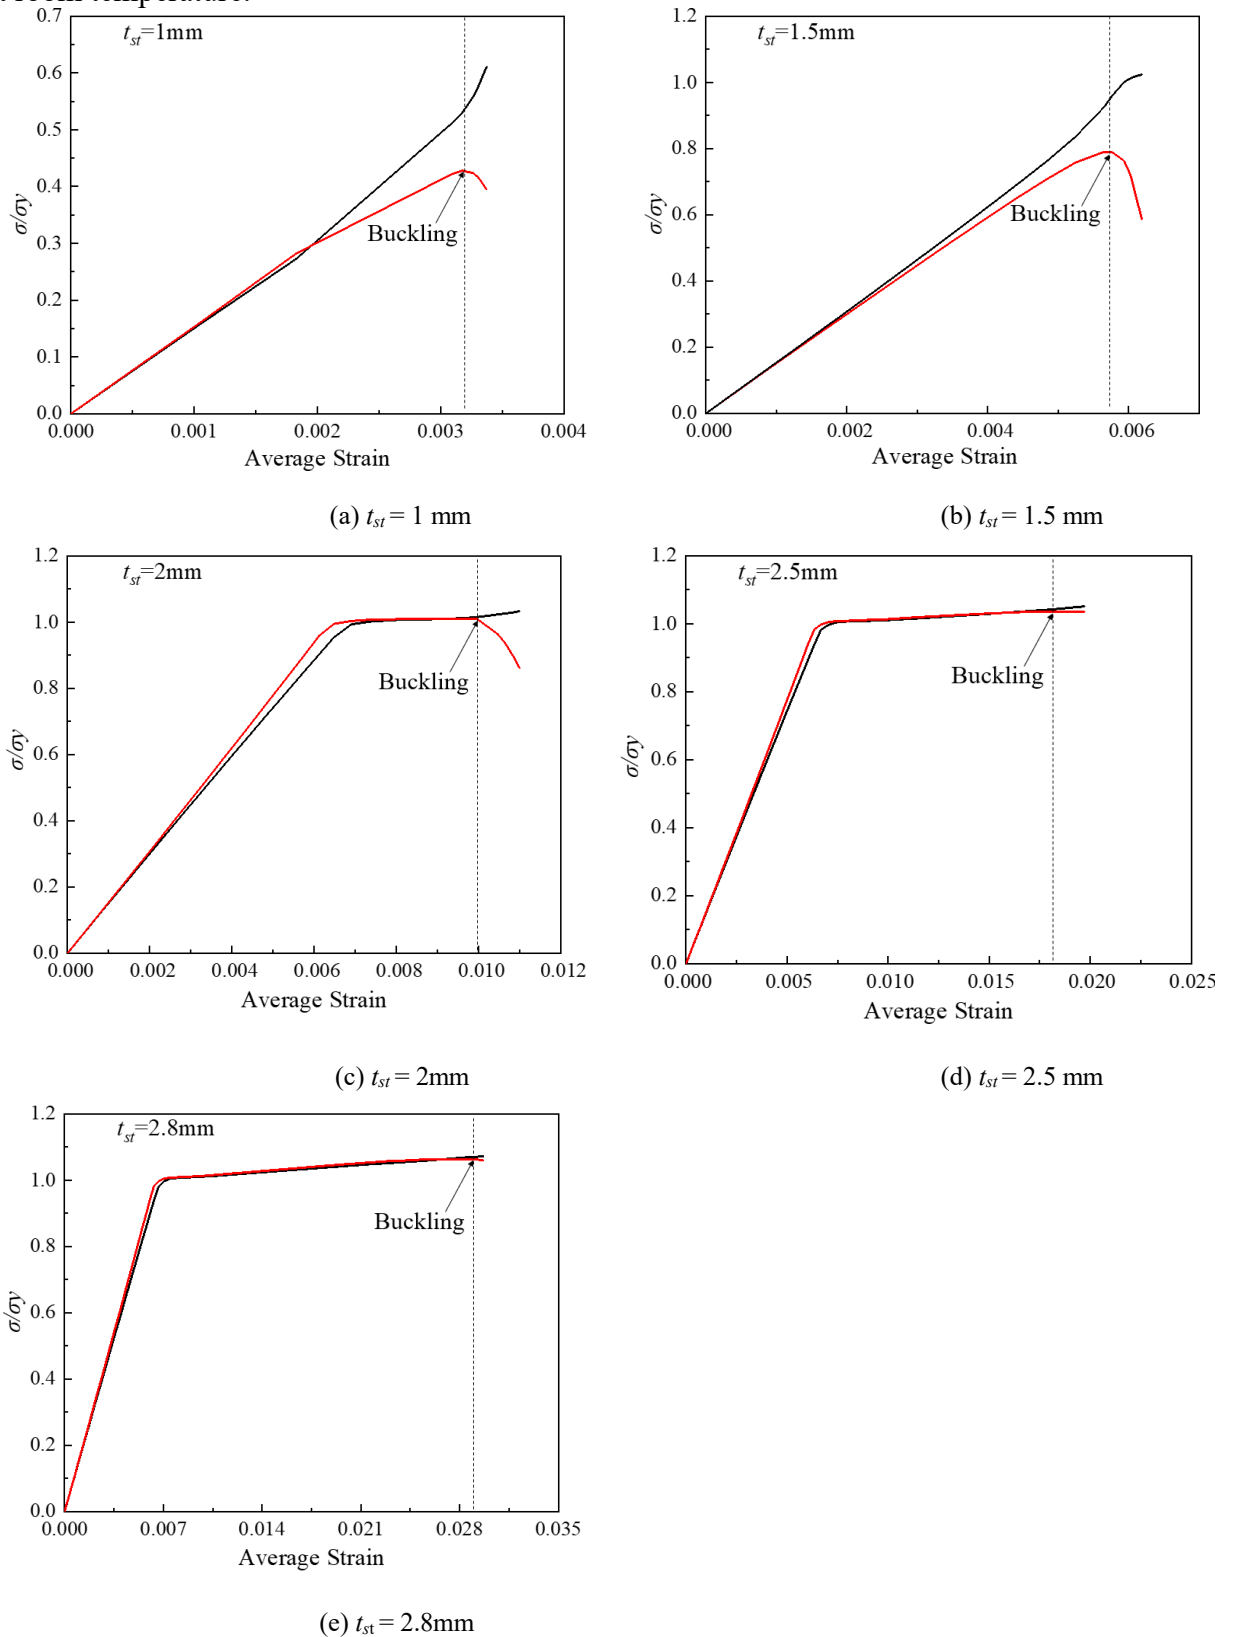 room temperature.
t_st=1mm
0.7
0.6
0.5
0.4
0.3
0.2
0.1
0.0
σ/σy
Buckling
0.000 0.001 0.002 0.003 0.004
Average Strain
(a) t_st = 1 mm
t_st=1.5mm
1.2
1.0
0.8
0.6
0.4
0.2
0.0
σ/σy
Buckling
0.000 0.002 0.004 0.006
Average Strain
(b) t_st = 1.5 mm
t_st=2mm
1.2
1.0
0.8
0.6
0.4
0.2
0.0
σ/σy
Buckling
0.000 0.002 0.004 0.006 0.008 0.010 0.012
Average Strain
(c) t_st = 2mm
t_st=2.5mm
1.2
1.0
0.8
0.6
0.4
0.2
0.0
σ/σy
Buckling
0.000 0.005 0.010 0.015 0.020 0.025
Average Strain
(d) t_st = 2.5 mm
t_st=2.8mm
1.2
1.0
0.8
0.6
0.4
0.2
0.0
σ/σy
Buckling
0.000 0.007 0.014 0.021 0.028 0.035
Average Strain
(e) t_st = 2.8mm